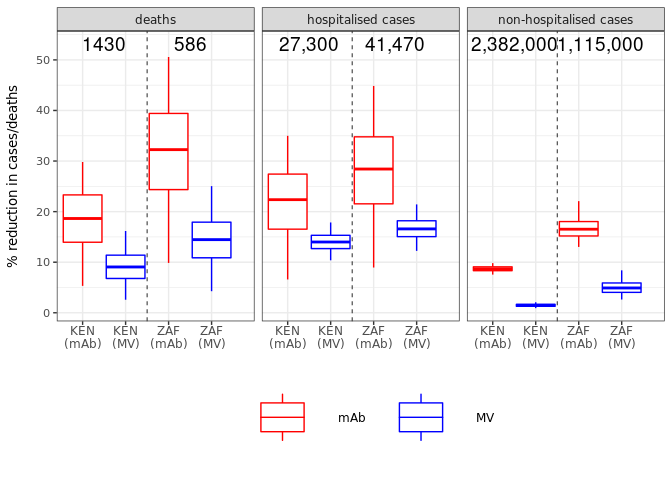 deaths
hospitalised cases
non-hospitalised cases
1430
586
27,300
41,470
2,382,000
1,115,000
% reduction in cases/deaths
50
40
30
20
10
0
KEN
(mAb)
KEN
(MV)
ZAF
(mAb)
ZAF
(MV)
KEN
(mAb)
KEN
(MV)
ZAF
(mAb)
ZAF
(MV)
KEN
(mAb)
KEN
(MV)
ZAF
(mAb)
ZAF
(MV)
mAb
MV